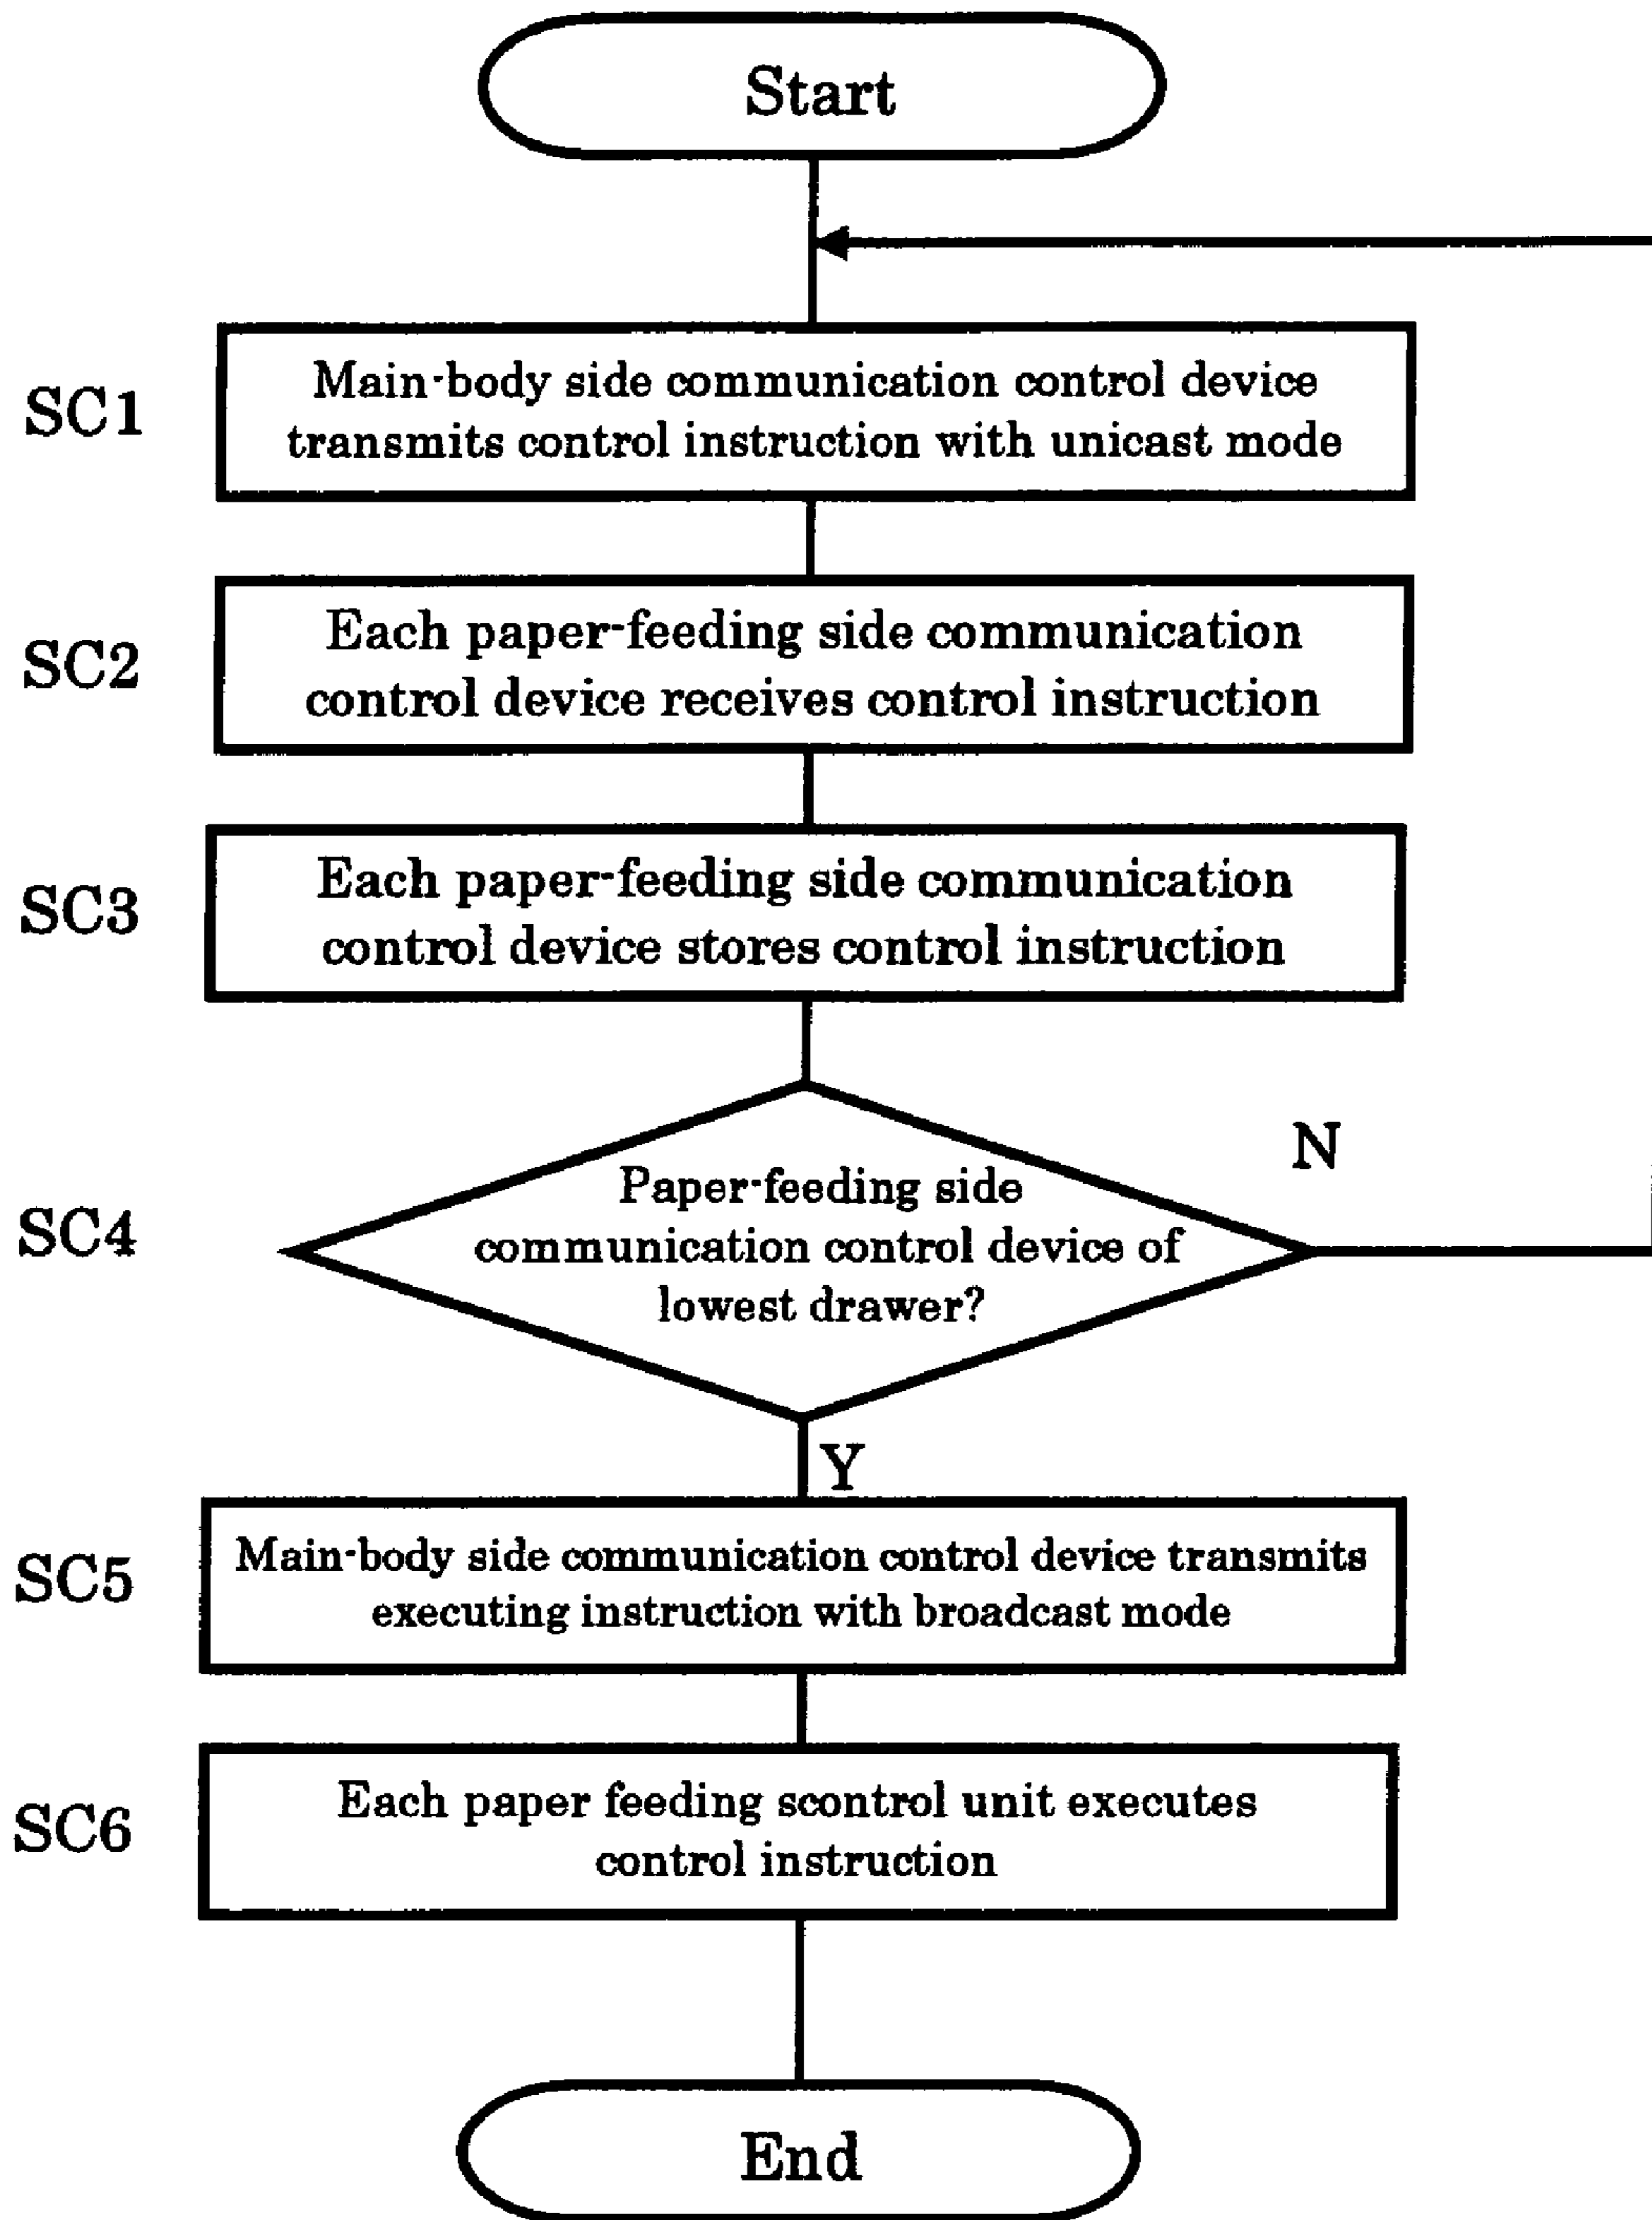 Start
SC1
Main-body side communication control device
transmits control instruction with unicast mode
SC2
Each paper-feeding side communication
control device receives control instruction
SC3
Each paper-feeding side communication
control device stores control instruction
SC4
Paper-feeding side
communication control device of
lowest drawer?
N
Y
SC5
Main-body side communication control device transmits
executing instruction with broadcast mode
SC6
Each paper feeding scontrol unit executes
control instruction
End